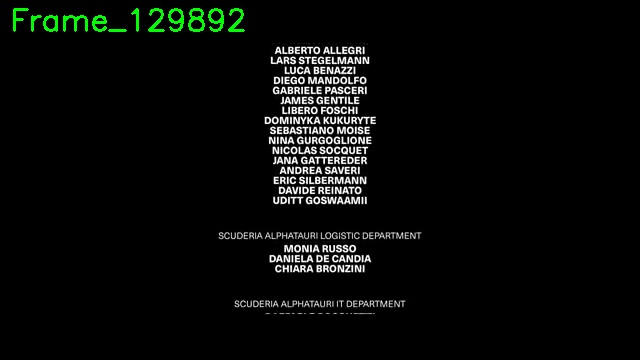 Frame_129892
ALBERTO ALLEGRI
LARS STEGELMANN
LUCA BENAZZI
DIEGO MANDOLFO
GABRIELE PASCERI
JAMES GENTILE
LIBERO FOSCHI
DOMINYKA KUKURYTE
SEBASTIANO MOISE
NINA GURGOGLIONE
NICOLAS SOCQUET
JANA GATTEREDER
ANDREA SAVERI
ERIC SILBERMANN
DAVIDE REINATO
UDITT GOSWAAMII
SCUDERIA ALPHATAURI LOGISTIC DEPARTMENT
MONIA RUSSO
DANIELA DE CANDIA
CHIARA BRONZINI
SCUDERIA ALPHATAURI IT DEPARTMENT